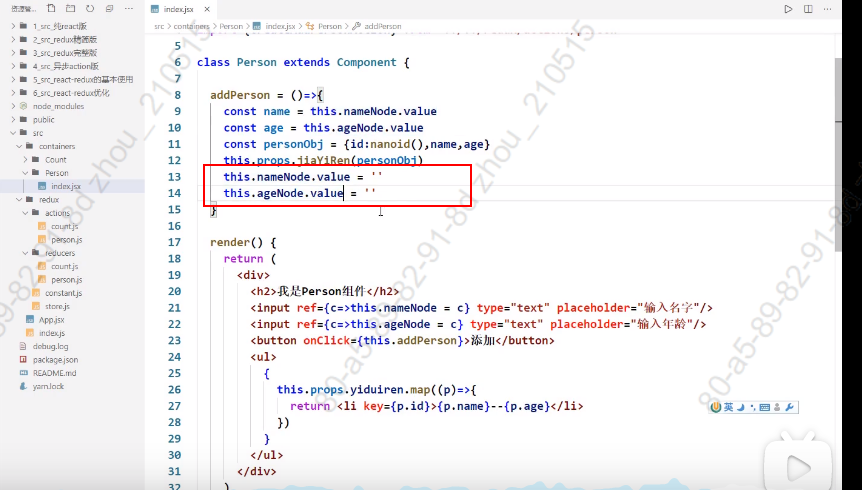 资源管...
index.jsx
src > containers > Person > index.jsx > Person > addPerson
1_src_纯react版
2_src_redux精简版
3_src_redux完整版
4_src_异步action版
5_src_react-redux的基本使用
6_src_react-redux优化
node_modules
public
src
containers
Count
Person
index.jsx
redux
actions
count.js
person.js
reducers
count.js
person.js
constant.js
store.js
App.jsx
index.js
debug.log
package.json
README.md
yarn.lock
5
6 class Person extends Component {
7
8 addPerson = ()=>{
9 const name = this.nameNode.value
10 const age = this.ageNode.value
11 const personObj = {id:nanoid(),name,age}
12 this.props.jiaYiRen(personObj)
13 this.nameNode.value = ''
14 this.ageNode.value = ''
15 }
16
17 render() {
18 return (
19 <div>
20 <h2>我是Person组件</h2>
21 <input ref={c=>this.nameNode = c} type="text" placeholder="输入名字"/>
22 <input ref={c=>this.ageNode = c} type="text" placeholder="输入年龄"/>
23 <button onClick={this.addPerson}>添加</button>
24 <ul>
25 {
26 this.props.yiduiren.map((p)=>{
27 return <li key={p.id}>{p.name}--{p.age}</li>
28 })
29 }
30 </ul>
31 </div>
32 )
英
80-a5-89-82-91-8d zhou_210515